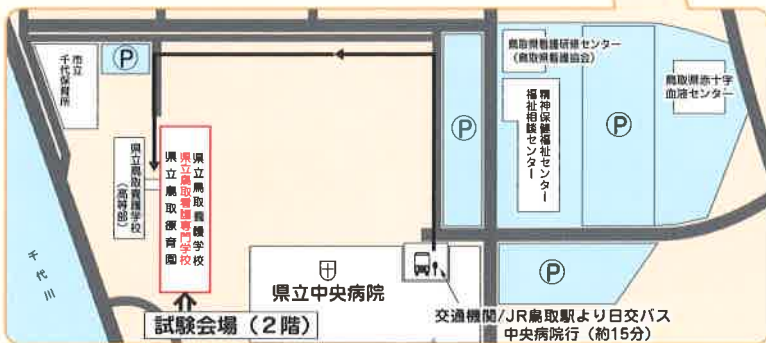 市立
千代保育所
Ⓟ
鳥取県看護研修センター
(鳥取県看護協会)
鳥取県赤十字
血液センター
精神保健福祉センター
福祉相談センター
Ⓟ
Ⓟ
県立鳥取養護学校
(高等部)
県立鳥取養護学校
県立鳥取看護専門学校
県立鳥取療育園
千代川
県立中央病院
Ⓟ
試験会場(2階)
交通機関/JR鳥取駅より日交バス
中央病院行(約15分)